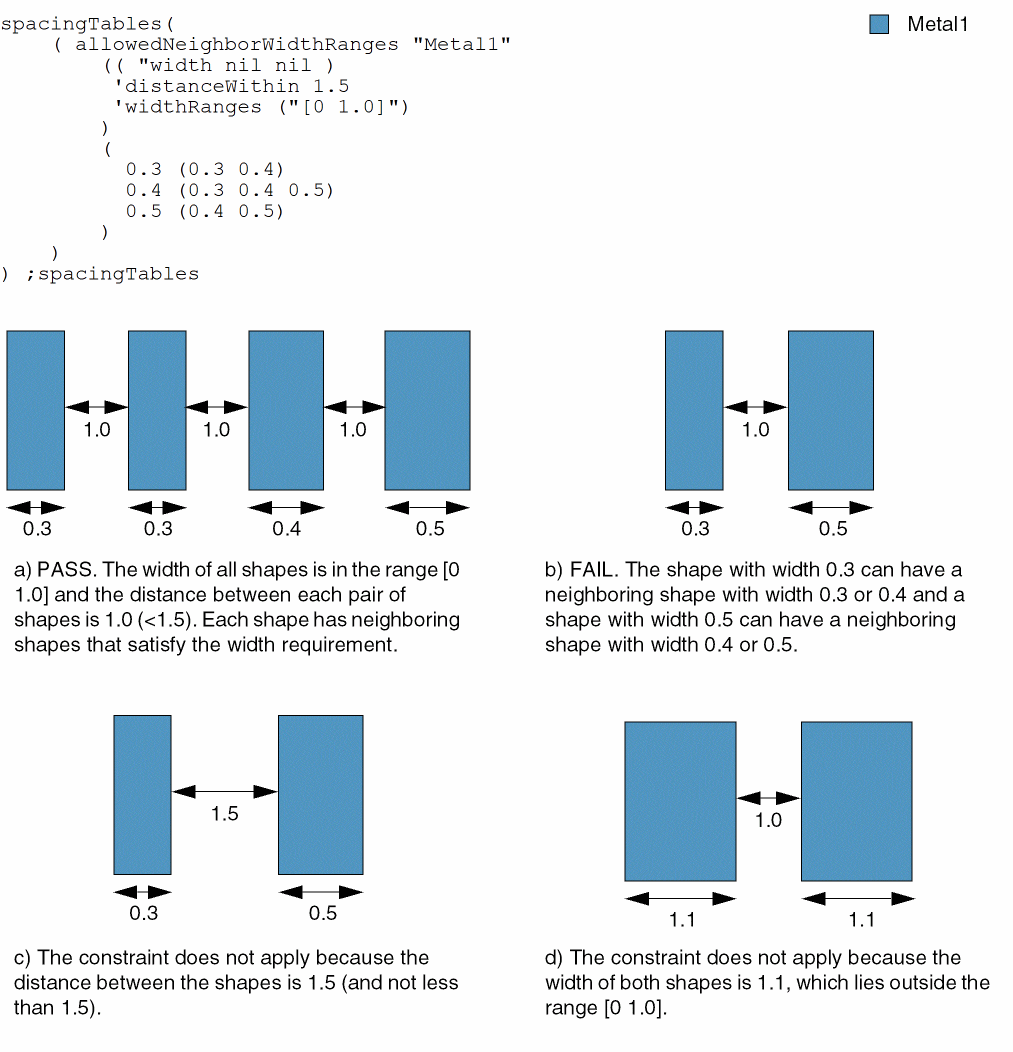 spacingTables(
( allowedNeighborWidthRanges "Metal1"
(( "width nil nil )
'distanceWithin 1.5
'widthRanges ("[0 1.0]")
)
(
0.3 (0.3 0.4)
0.4 (0.3 0.4 0.5)
0.5 (0.4 0.5)
)
)
) ;spacingTables
Metal1
1.0 1.0 1.0
0.3 0.3 0.4 0.5
a) PASS. The width of all shapes is in the range [0
1.0] and the distance between each pair of
shapes is 1.0 (<1.5). Each shape has neighboring
shapes that satisfy the width requirement.
1.0
0.3 0.5
b) FAIL. The shape with width 0.3 can have a
neighboring shape with width 0.3 or 0.4 and a
shape with width 0.5 can have a neighboring
shape with width 0.4 or 0.5.
1.5
0.3 0.5
c) The constraint does not apply because the
distance between the shapes is 1.5 (and not less
than 1.5).
1.0
1.1 1.1
d) The constraint does not apply because the
width of both shapes is 1.1, which lies outside the
range [0 1.0].